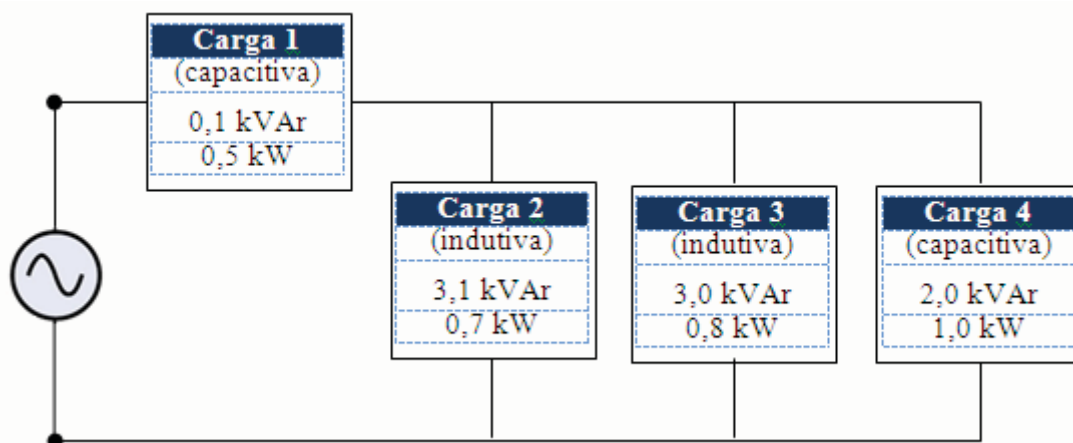 Carga 1
(capacitiva)
0,1 kVAr
0,5 kW
Carga 2
(indutiva)
3,1 kVAr
0,7 kW
Carga 3
(indutiva)
3,0 kVAr
0,8 kW
Carga 4
(capacitiva)
2,0 kVAr
1,0 kW